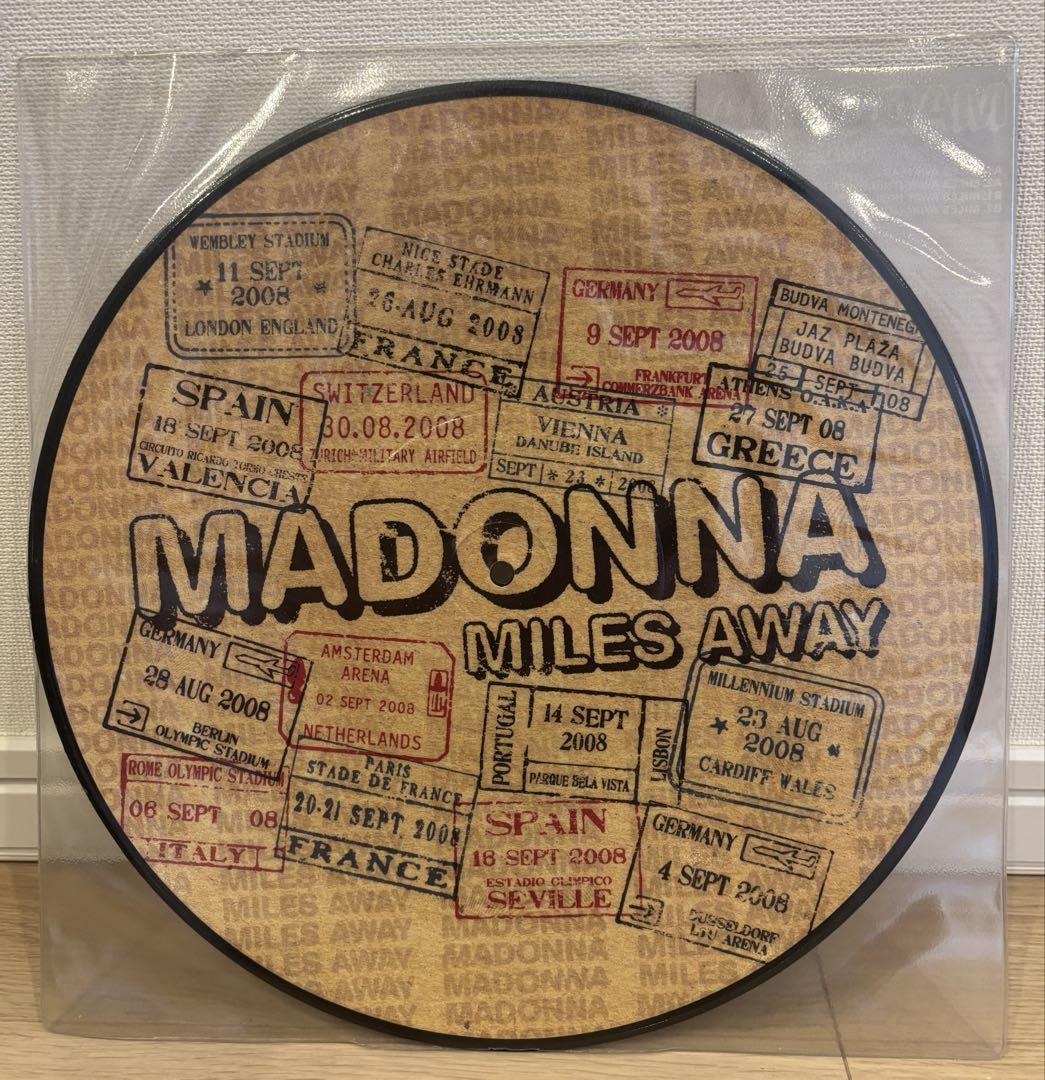 WEMBLEY STADIUM
11 SEPT
2008
LONDON ENGLAND
NICE STADE
CHARLES EHRMANN
26 AUG 2008
FRANCE
GERMANY
9 SEPT 2008
FRANKFURT
COMMERZBANK ARENA
BUDVA MONTENEG
JAZ PLAŽA
BUDVA BUDVA
25 SEPT 08
SPAIN
18 SEPT 2008
CIRCUITO RICARDO TORMO CHESTE
VALENCIA
SWITZERLAND
30.08.2008
ZURICH MILITARY AIRFIELD
AUSTRIA *
VIENNA
DANUBE ISLAND
SEPT * 23 * 2008
ATHENS O.A.K.A
27 SEPT 08
GREECE
MADONNA
MILES AWAY
GERMANY
28 AUG 2008
BERLIN
OLYMPIC STADIUM
AMSTERDAM
ARENA
02 SEPT 2008
NETHERLANDS
PORTUGAL
14 SEPT
2008
PARQUE BELA VISTA
LISBON
MILLENNIUM STADIUM
23 AUG
2008
CARDIFF WALES
ROME OLYMPIC STADIUM
06 SEPT 08
ITALY
PARIS
STADE DE FRANCE
20-21 SEPT 2008
FRANCE
SPAIN
16 SEPT 2008
ESTADIO OLIMPICO
SEVILLE
GERMANY
4 SEPT 2008
DUSSELDORF
LTU ARENA
MADONNA
MILES AWAY